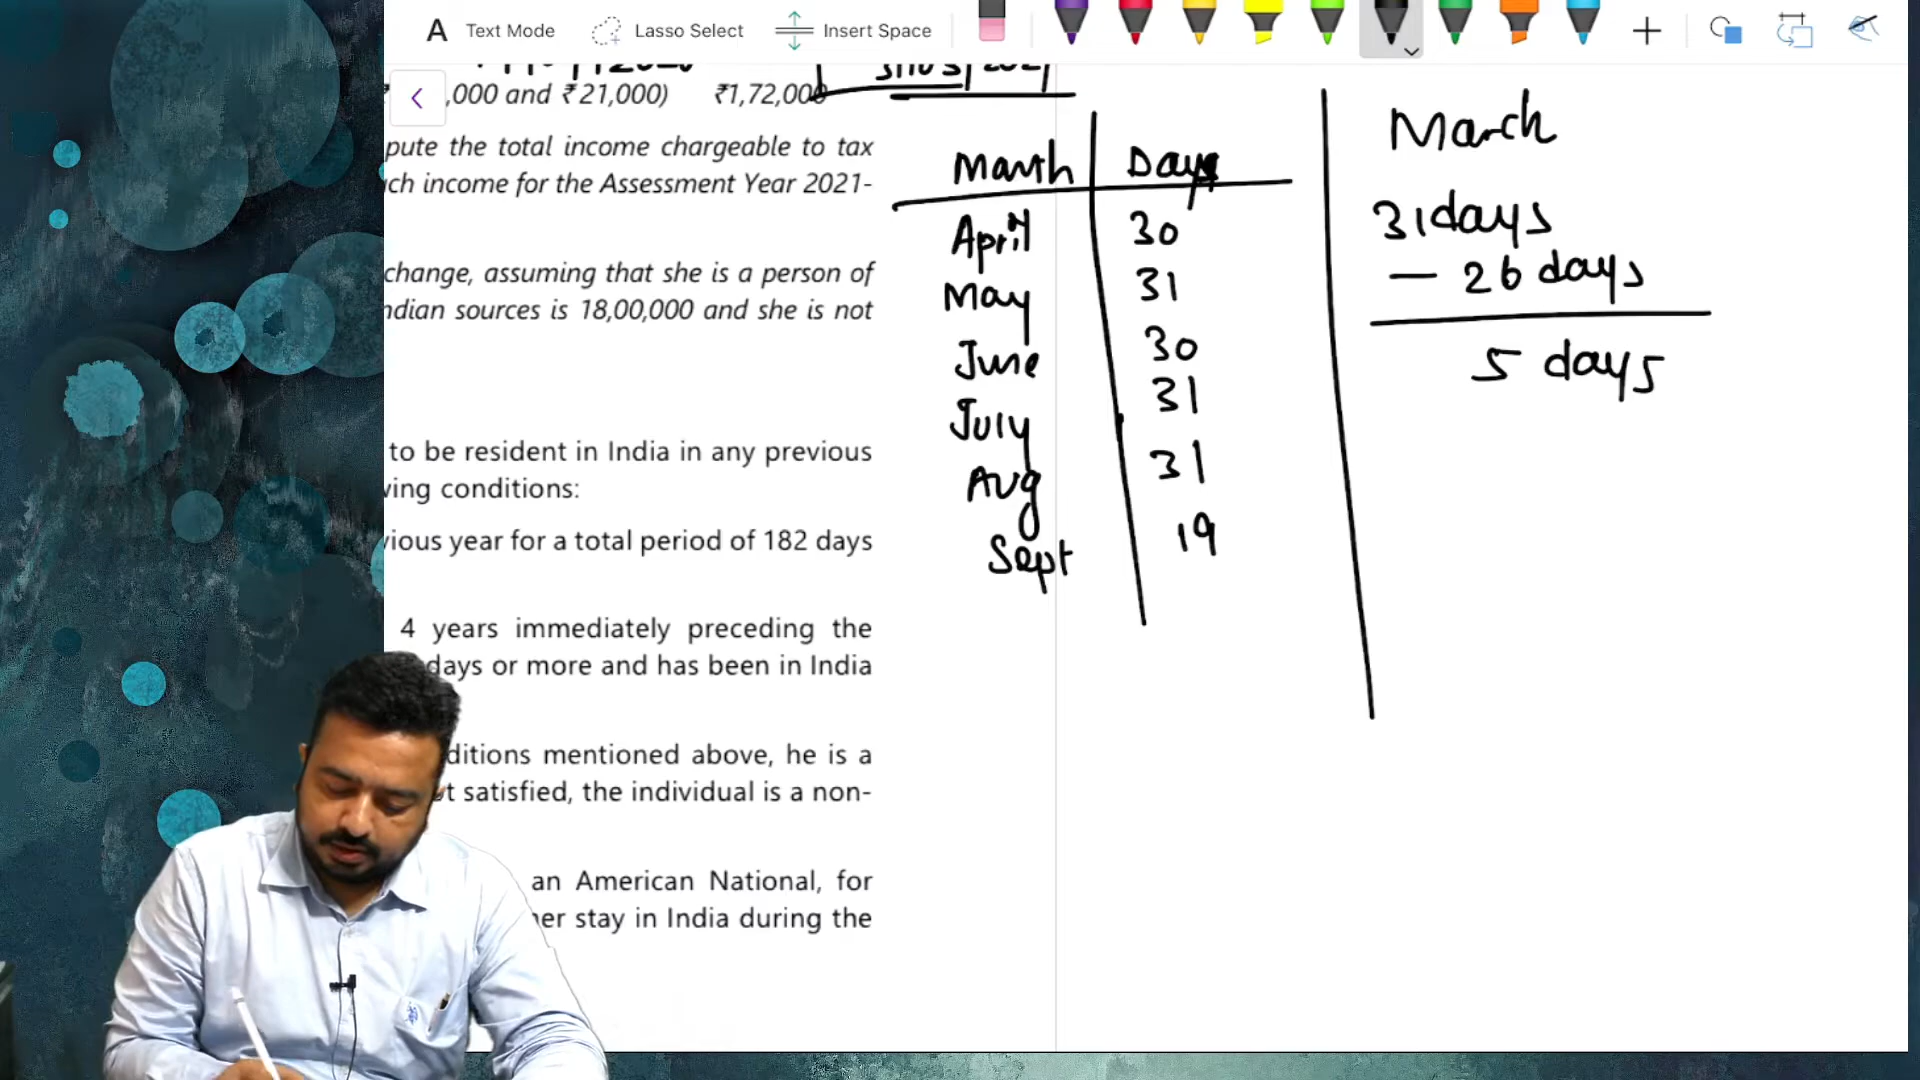 A Text Mode Lasso Select Insert Space
,000 and ₹21,000) ₹1,72,000
pute the total income chargeable to tax
ch income for the Assessment Year 2021-
change, assuming that she is a person of
ndian sources is 18,00,000 and she is not
to be resident in India in any previous
ving conditions:
vious year for a total period of 182 days
4 years immediately preceding the
days or more and has been in India
ditions mentioned above, he is a
t satisfied, the individual is a non-
an American National, for
her stay in India during the
Month Days
April 30
May 31
June 30
July 31
Aug 31
Sept 19
March
31days
— 26 days
5 days